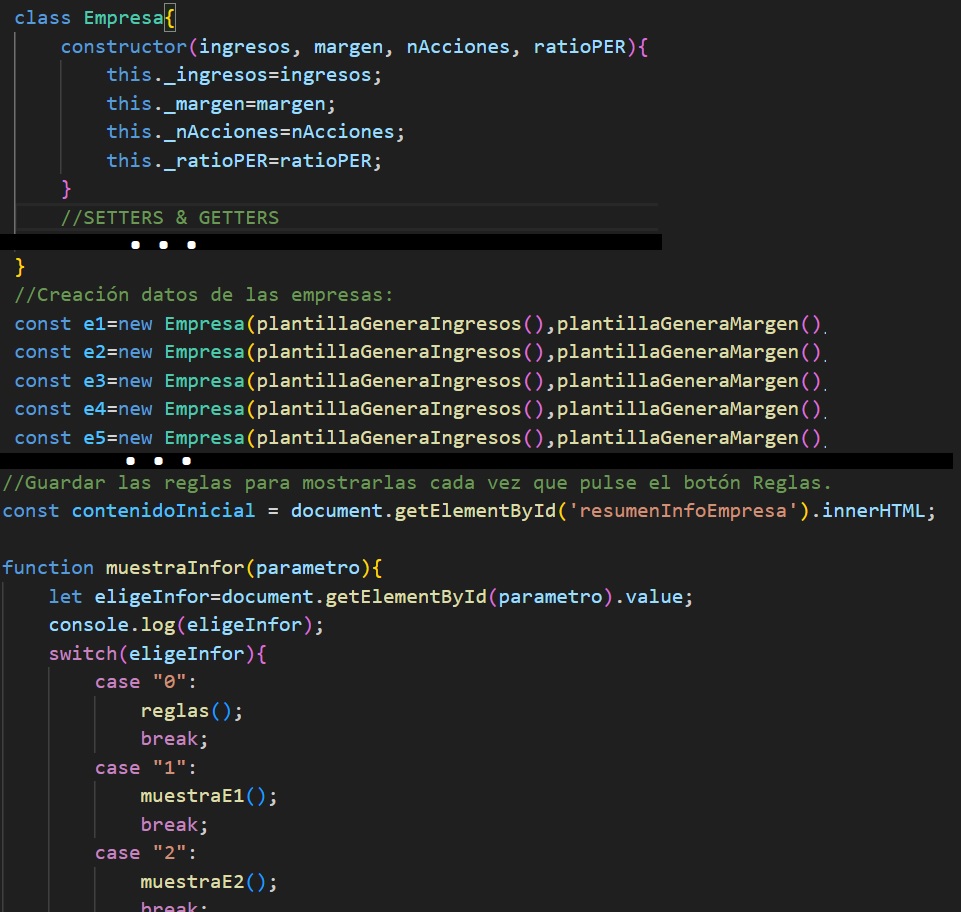 class Empresa{
constructor(ingresos, margen, nAcciones, ratioPER){
this._ingresos=ingresos;
this._margen=margen;
this._nAcciones=nAcciones;
this._ratioPER=ratioPER;
}
//SETTERS & GETTERS
• • •
}
//Creación datos de las empresas:
const e1=new Empresa(plantillaGeneraIngresos(),plantillaGeneraMargen(),
const e2=new Empresa(plantillaGeneraIngresos(),plantillaGeneraMargen(),
const e3=new Empresa(plantillaGeneraIngresos(),plantillaGeneraMargen(),
const e4=new Empresa(plantillaGeneraIngresos(),plantillaGeneraMargen(),
const e5=new Empresa(plantillaGeneraIngresos(),plantillaGeneraMargen(),
• • •
//Guardar las reglas para mostrarlas cada vez que pulse el botón Reglas.
const contenidoInicial = document.getElementById('resumenInfoEmpresa').innerHTML;
function muestraInfor(parametro){
let eligeInfor=document.getElementById(parametro).value;
console.log(eligeInfor);
switch(eligeInfor){
case "0":
reglas();
break;
case "1":
muestraE1();
break;
case "2":
muestraE2();
break;